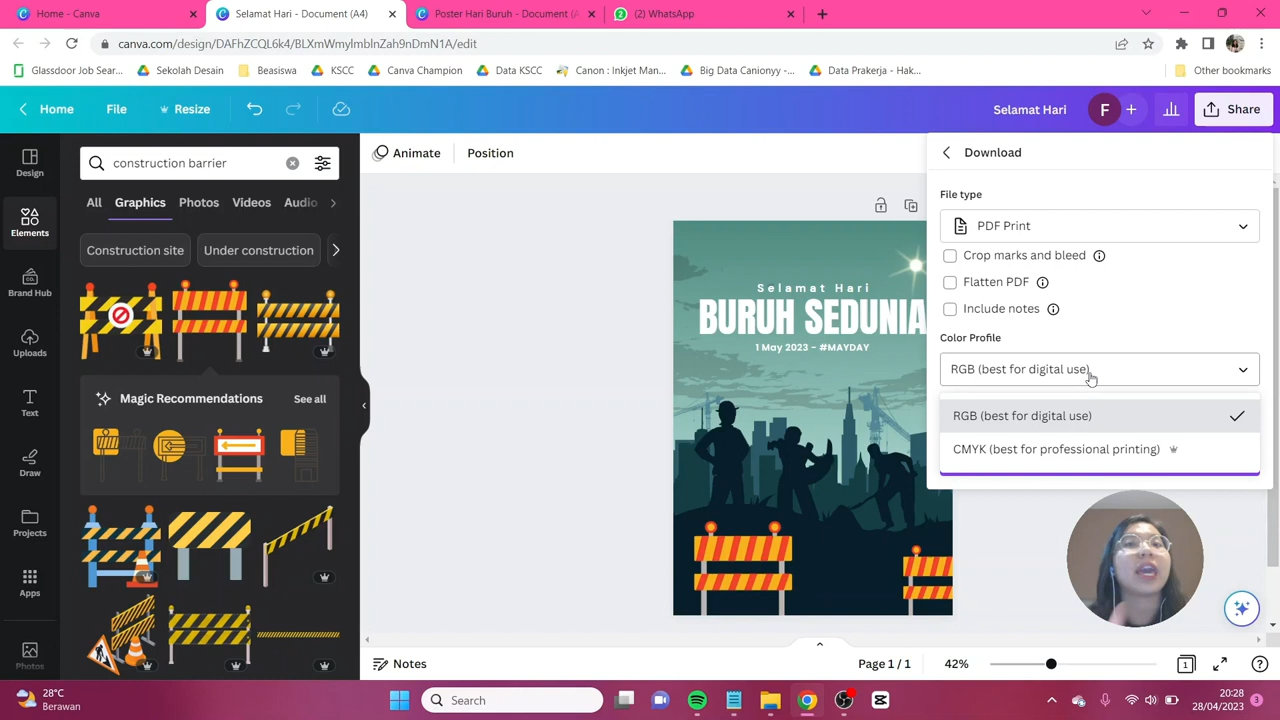 Home - Canva
Selamat Hari - Document (A4)
Poster Hari Buruh - Document (A
(2) WhatsApp
canva.com/design/DAFhZCQL6k4/BLXmWmylmblnZah9nDmN1A/edit
Glassdoor Job Sear...
Sekolah Desain
Beasiswa
KSCC
Canva Champion
Data KSCC
Canon : Inkjet Man...
Big Data Canionyy -...
Data Prakerja - Hak...
Other bookmarks
Home
File
Resize
Selamat Hari
F
Share
Design
Elements
Brand Hub
Uploads
Text
Draw
Projects
Apps
Photos
construction barrier
All
Graphics
Photos
Videos
Audio
Construction site
Under construction
Magic Recommendations
See all
Animate
Position
Selamat Hari
BURUH SEDUNIA
1 May 2023 - #MAYDAY
Download
File type
PDF Print
Crop marks and bleed
Flatten PDF
Include notes
Color Profile
RGB (best for digital use)
RGB (best for digital use)
CMYK (best for professional printing)
Notes
Page 1 / 1
42%
1
28°C
Berawan
Search
20:28
28/04/2023
3